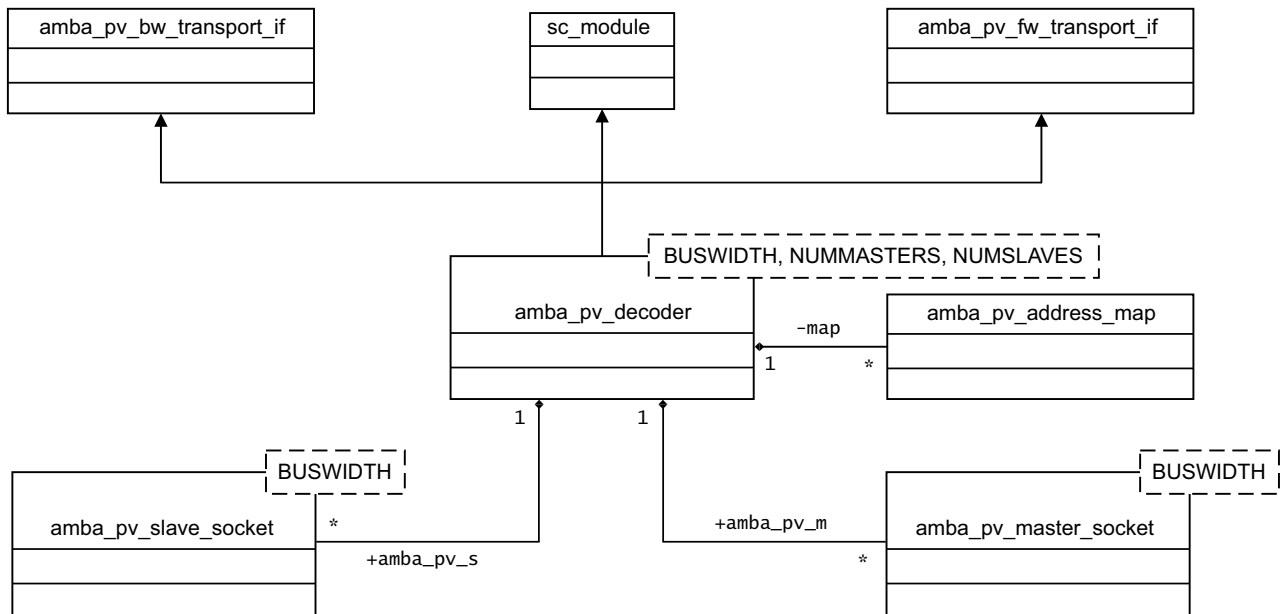 amba_pv_bw_transport_if
sc_module
amba_pv_fw_transport_if
BUSWIDTH, NUMMASTERS, NUMSLAVES
amba_pv_decoder
amba_pv_address_map
-map
1
*
1
1
BUSWIDTH
BUSWIDTH
amba_pv_slave_socket
*
+amba_pv_s
+amba_pv_m
*
amba_pv_master_socket